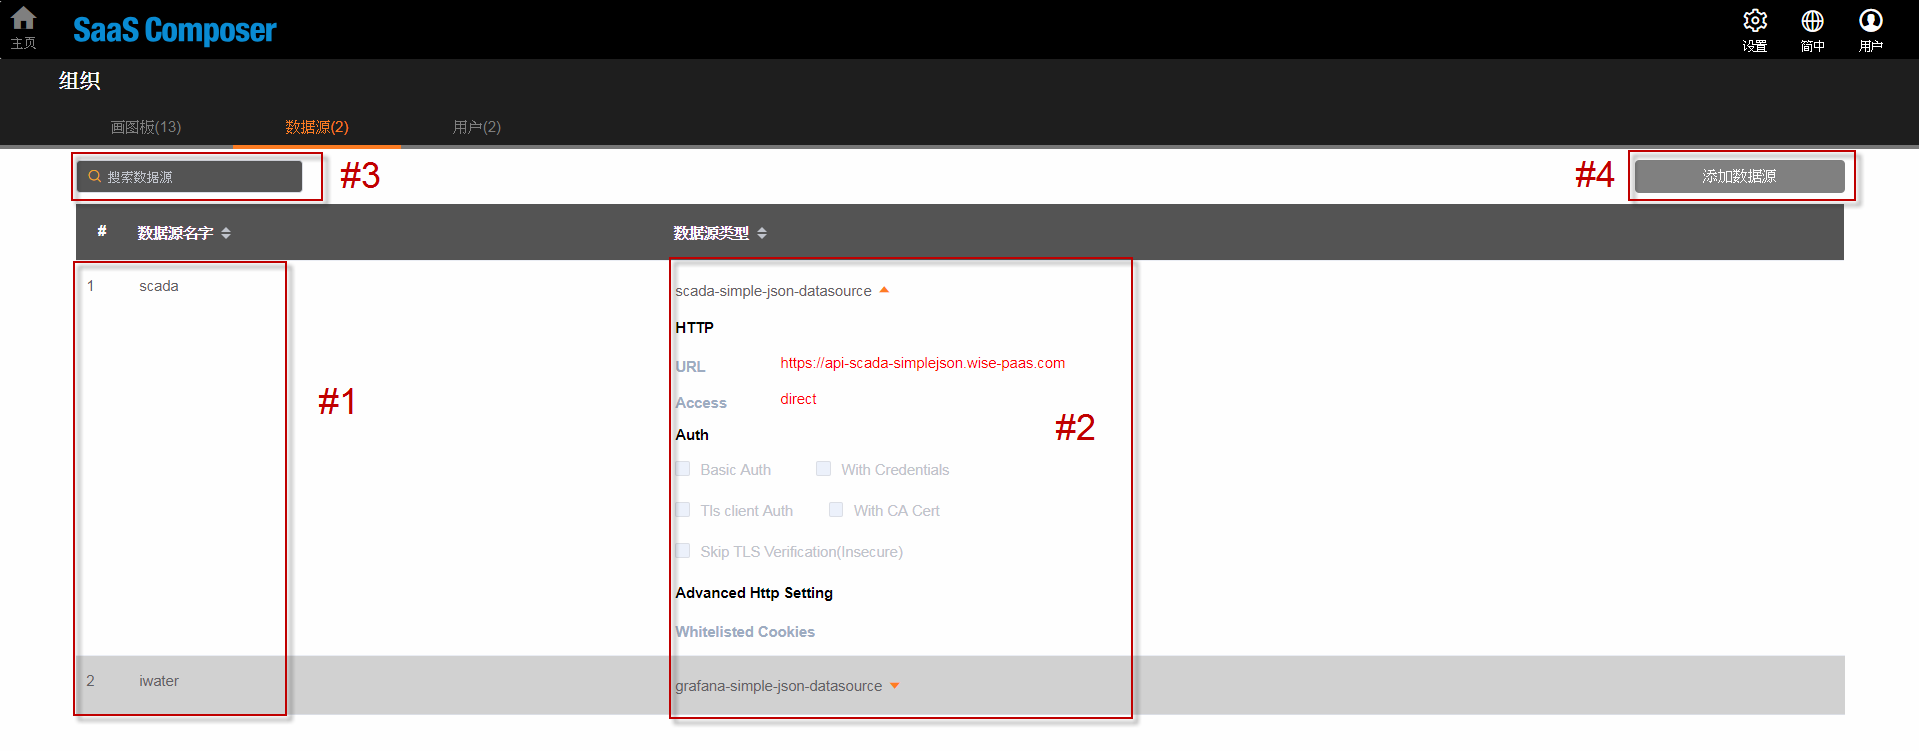 SaaS Composer
主页
设置 简中 用户
组织
画图板(13) 数据源(2) 用户(2)
搜索数据源 #3 #4 添加数据源
# 数据源名字 数据源类型
1 scada scada-simple-json-datasource
HTTP
URL https://api-scada-simplejson.wise-paas.com
Access direct
#1 #2
Auth
Basic Auth With Credentials
Tls client Auth With CA Cert
Skip TLS Verification(Insecure)
Advanced Http Setting
Whitelisted Cookies
2 iwater grafana-simple-json-datasource